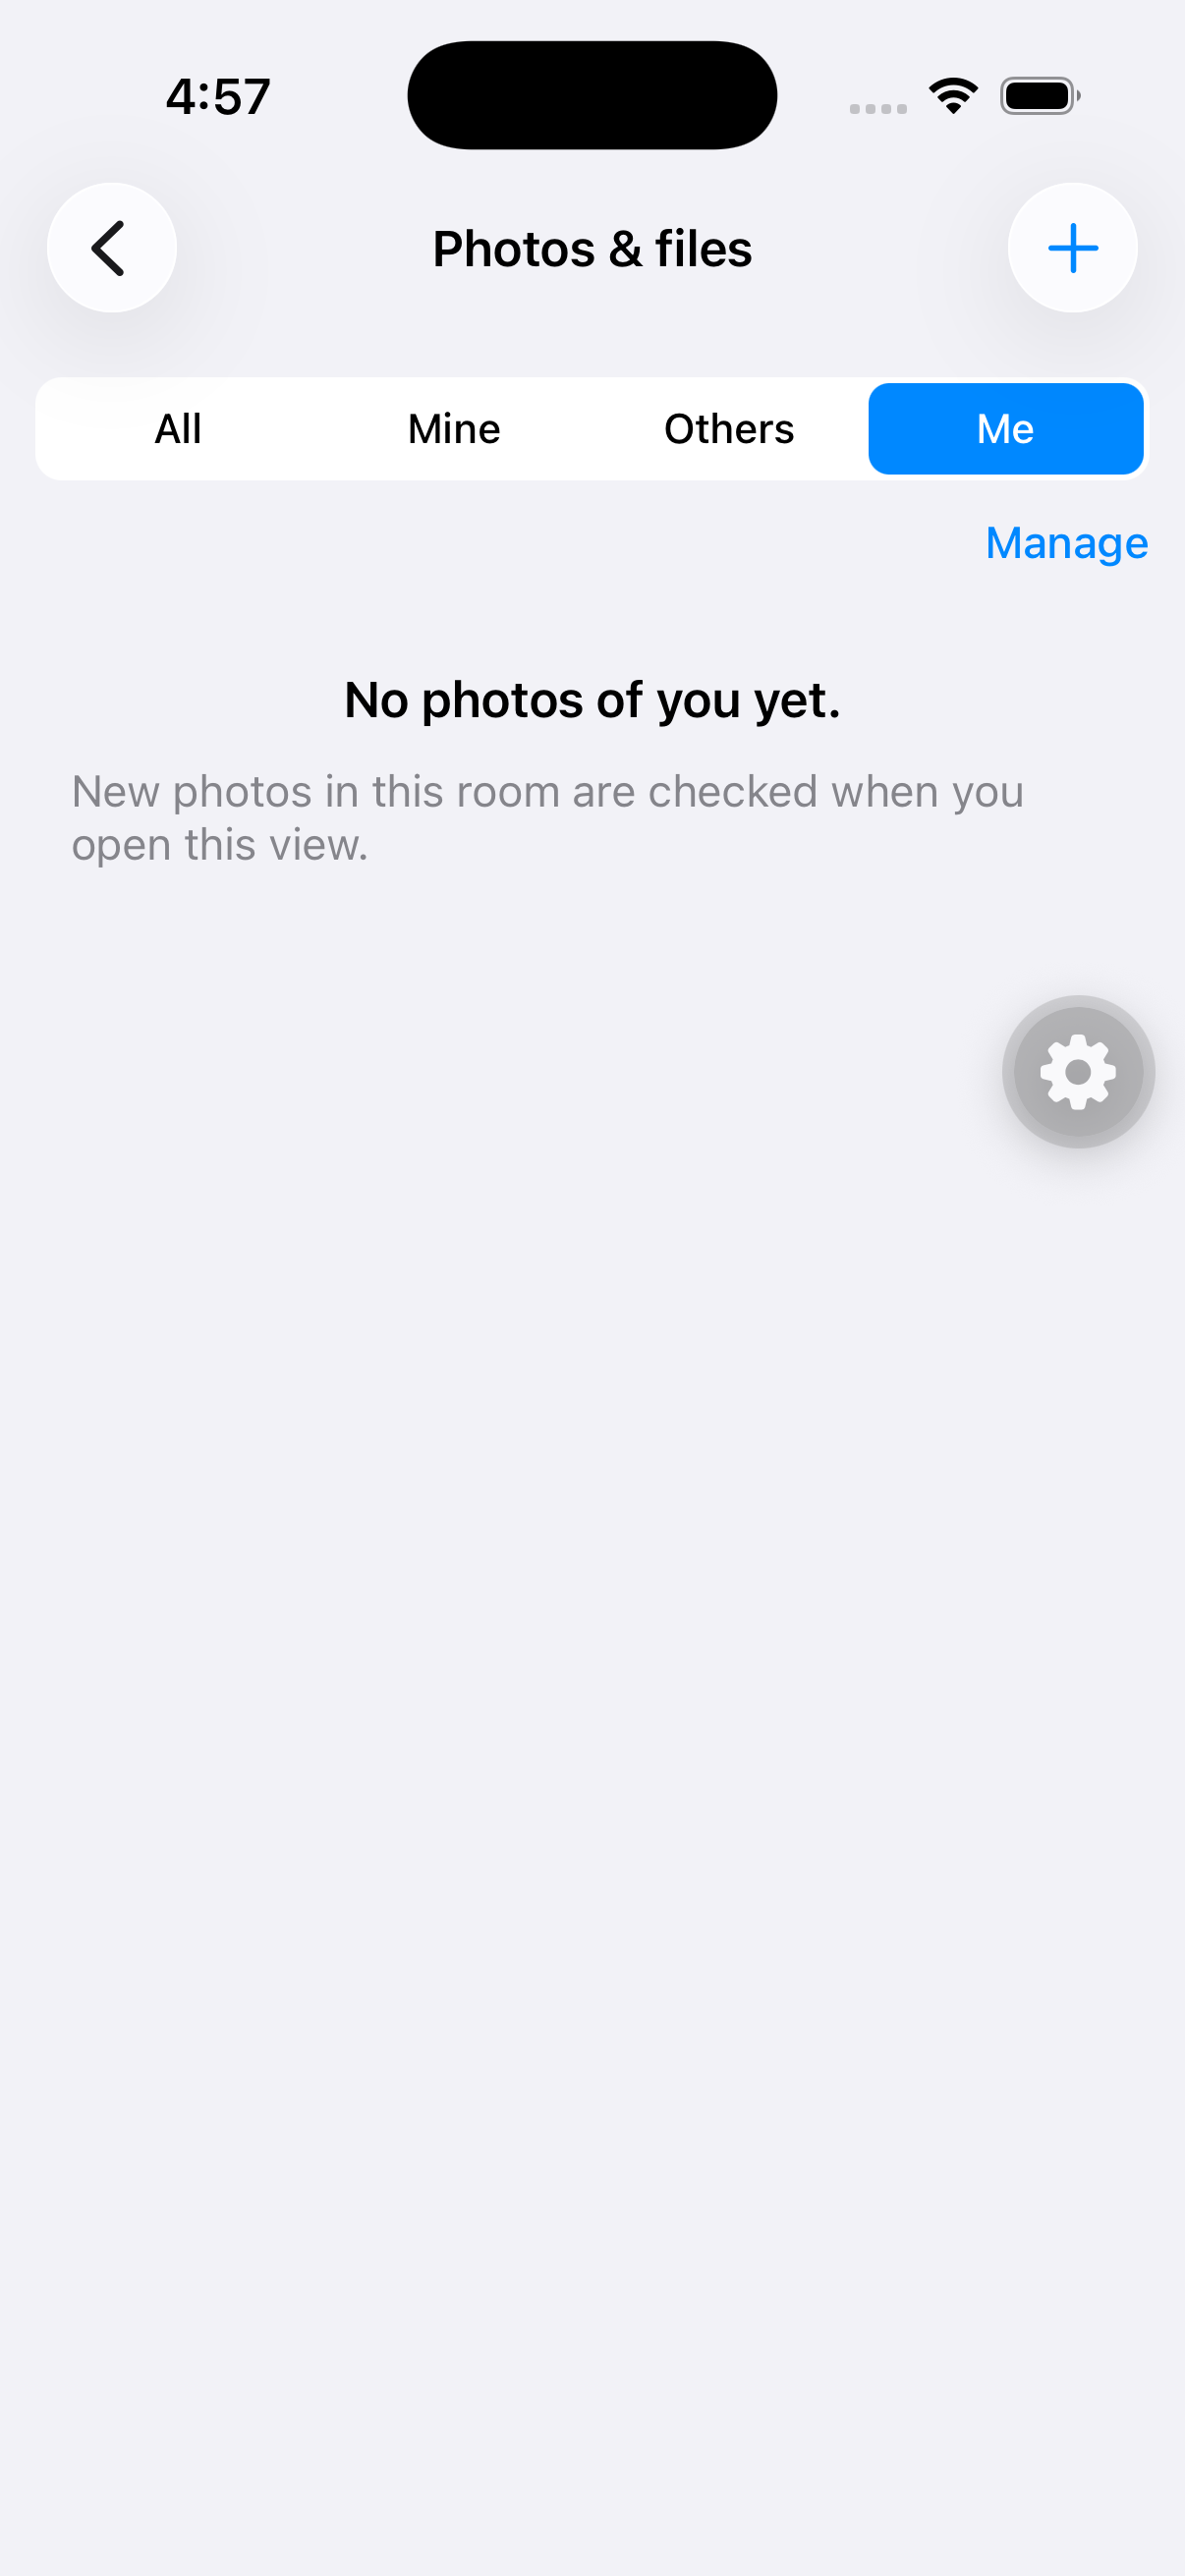 4:57
Photos & files
All
Mine
Others
Me
Manage
No photos of you yet.
New photos in this room are checked when you
open this view.